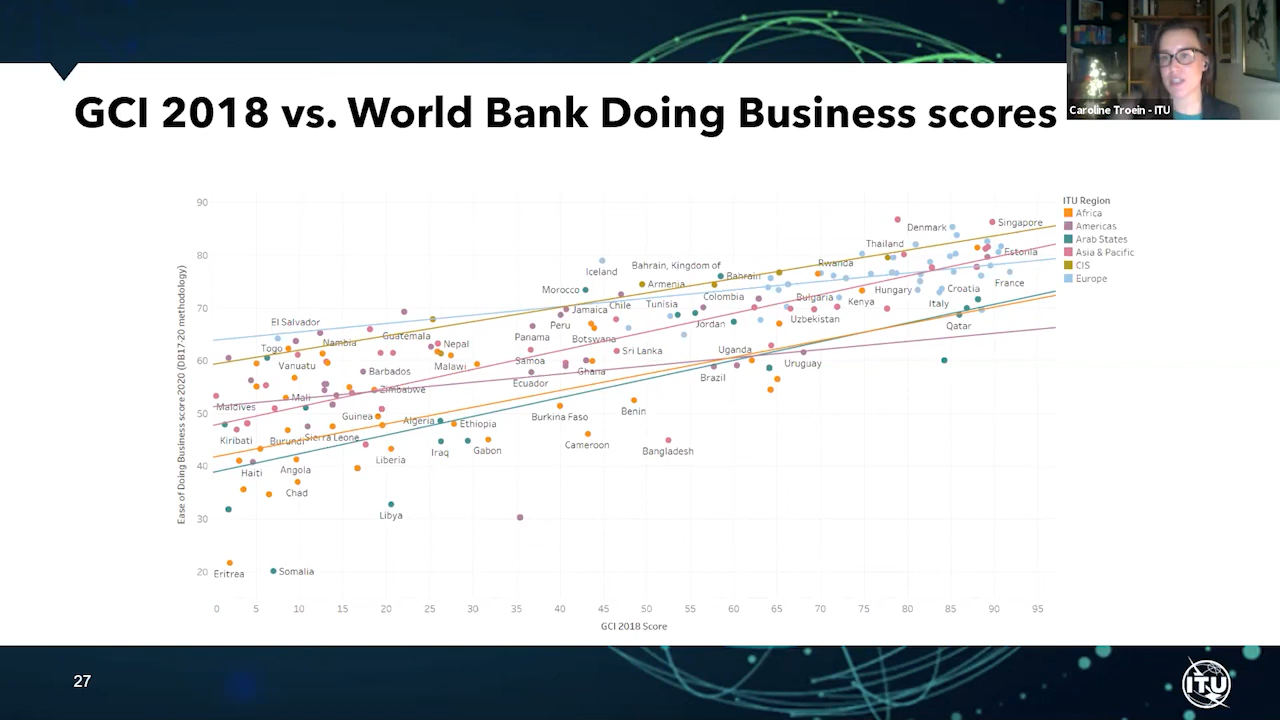 GCI 2018 vs. World Bank Doing Business scores
Caroline Troein - ITU
Ease of Doing Business score 2020 (DB17-20 methodology)
90
80
70
60
50
40
30
20
0 5 10 15 20 25 30 35 40 45 50 55 60 65 70 75 80 85 90 95
GCI 2018 Score
ITU Region
Africa
Americas
Arab States
Asia & Pacific
CIS
Europe
Singapore
Denmark
Thailand
Estonia
Rwanda
Bahrain, Kingdom of
Bahrain
Iceland
Armenia
Morocco
France
Hungary
Croatia
Colombia
Bulgaria
Kenya
Italy
Chile
Tunisia
Jamaica
Uzbekistan
Qatar
Jordan
El Salvador
Peru
Guatemala
Panama
Botswana
Togo
Nambia
Nepal
Sri Lanka
Uganda
Vanuatu
Malawi
Samoa
Ghana
Uruguay
Barbados
Brazil
Ecuador
Zimbabwe
Mali
Maldives
Guinea
Algeria
Ethiopia
Burkina Faso
Benin
Kiribati
Burundi
Sierra Leone
Iraq
Gabon
Cameroon
Bangladesh
Liberia
Haiti
Angola
Chad
Libya
Eritrea
Somalia
27
ITU